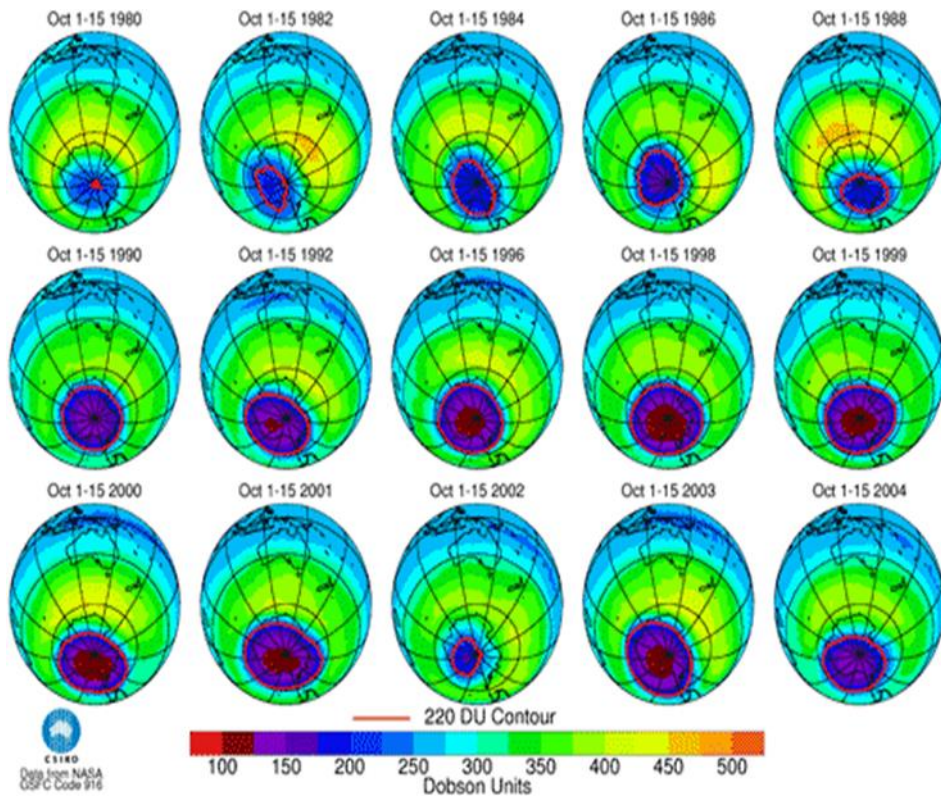 Oct 1-15 1980 Oct 1-15 1982 Oct 1-15 1984 Oct 1-15 1986 Oct 1-15 1988
Oct 1-15 1990 Oct 1-15 1992 Oct 1-15 1996 Oct 1-15 1998 Oct 1-15 1999
Oct 1-15 2000 Oct 1-15 2001 Oct 1-15 2002 Oct 1-15 2003 Oct 1-15 2004
220 DU Contour
CSIRO
Data from NASA
GSFC Code 916
100 150 200 250 300 350 400 450 500
Dobson Units